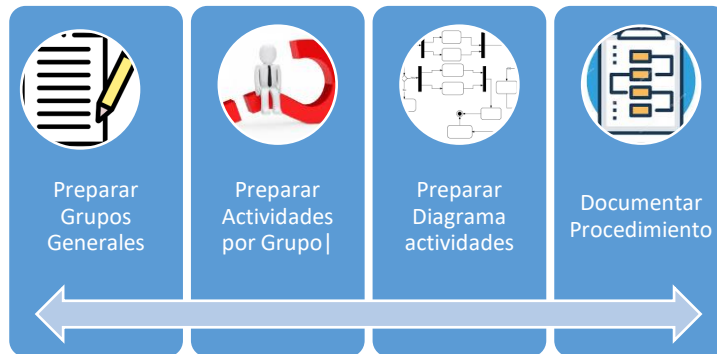 Preparar
Grupos
Generales
Preparar
Actividades
por Grupo|
Preparar
Diagrama
actividades
Documentar
Procedimiento